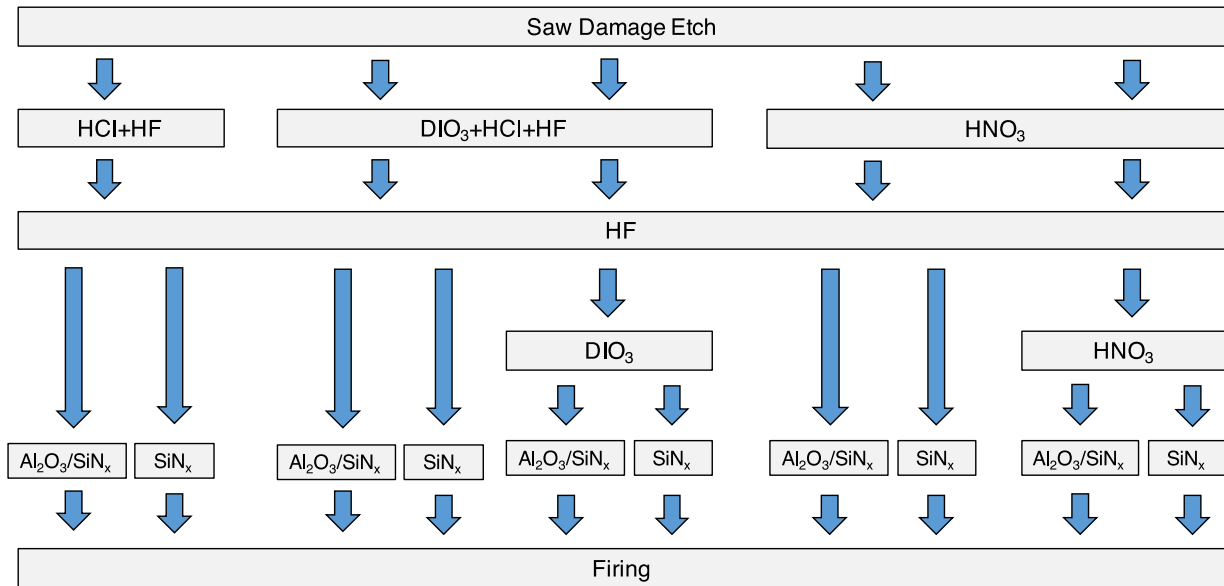 Saw Damage Etch
HCl+HF
DIO₃+HCl+HF
HNO₃
HF
DIO₃
HNO₃
Al₂O₃/SiNₓ
SiNₓ
Al₂O₃/SiNₓ
SiNₓ
Al₂O₃/SiNₓ
SiNₓ
Al₂O₃/SiNₓ
SiNₓ
Al₂O₃/SiNₓ
SiNₓ
Firing